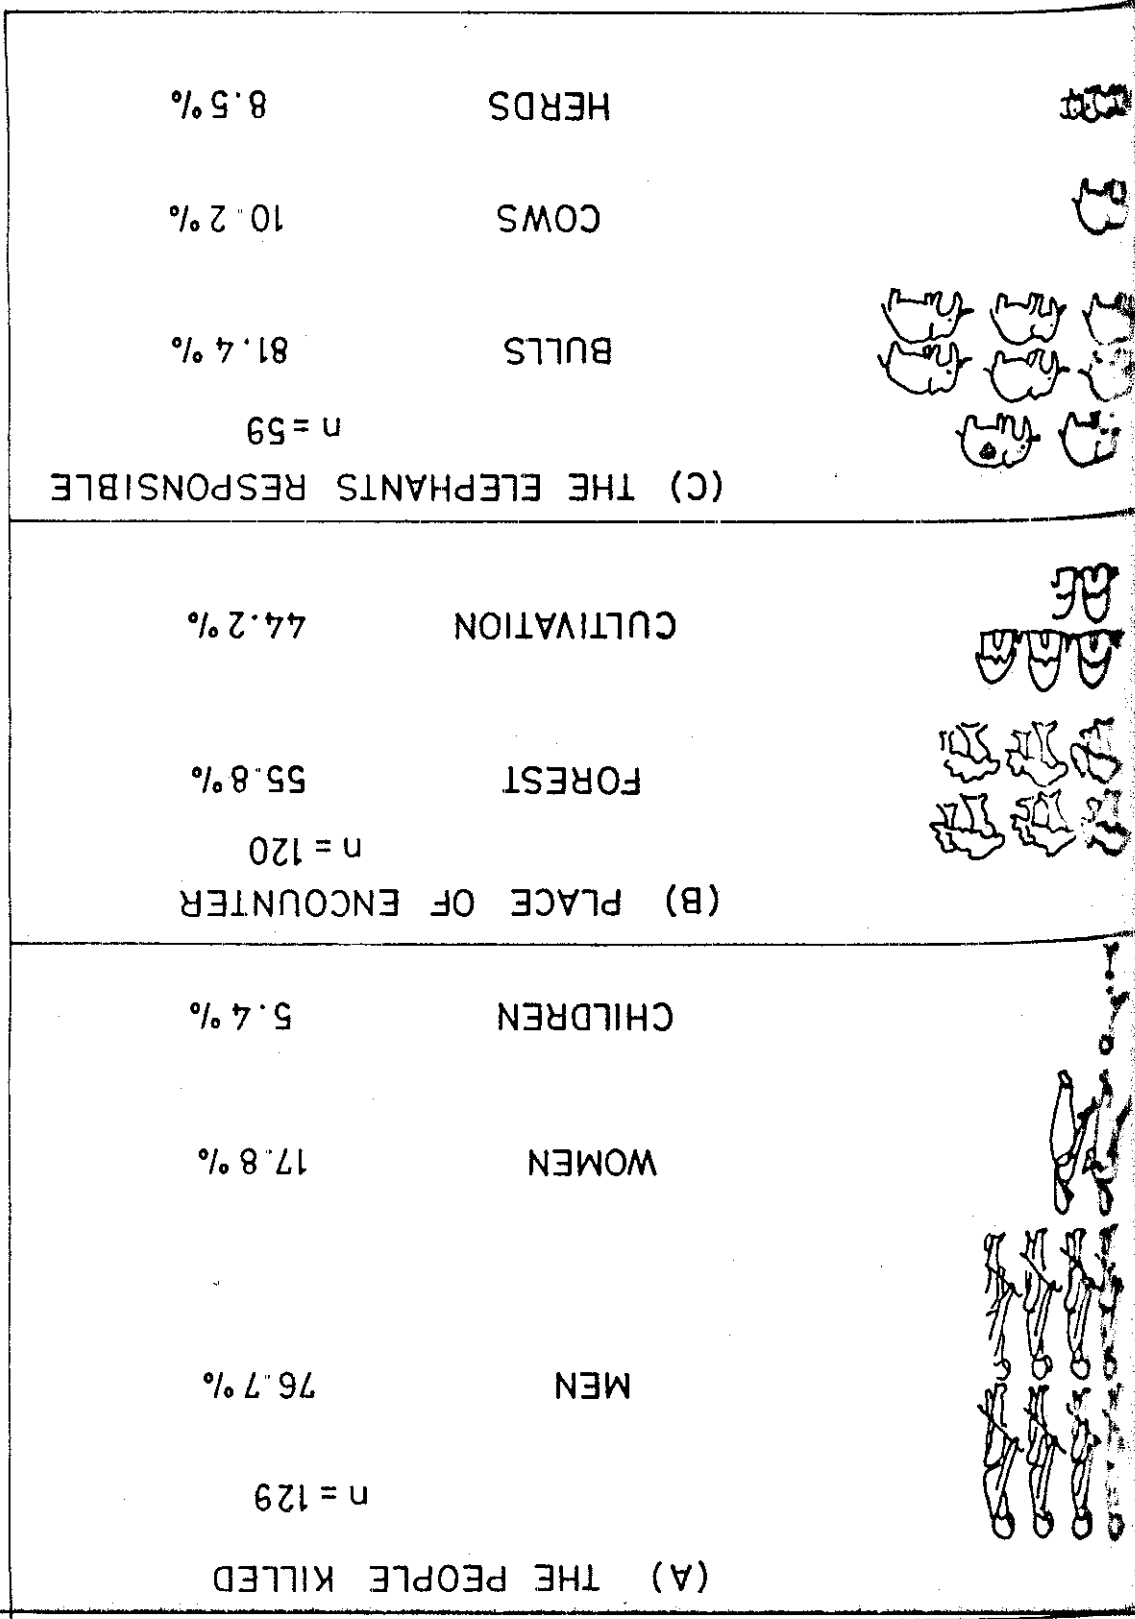 (A) THE PEOPLE KILLED
n = 129
MEN 76.7 %
WOMEN 17.8 %
CHILDREN 5.4 %
(B) PLACE OF ENCOUNTER
n = 120
FOREST 55.8 %
CULTIVATION 44.2 %
(C) THE ELEPHANTS RESPONSIBLE
n = 59
BULLS 81.4 %
COWS 10.2 %
HERDS 8.5 %